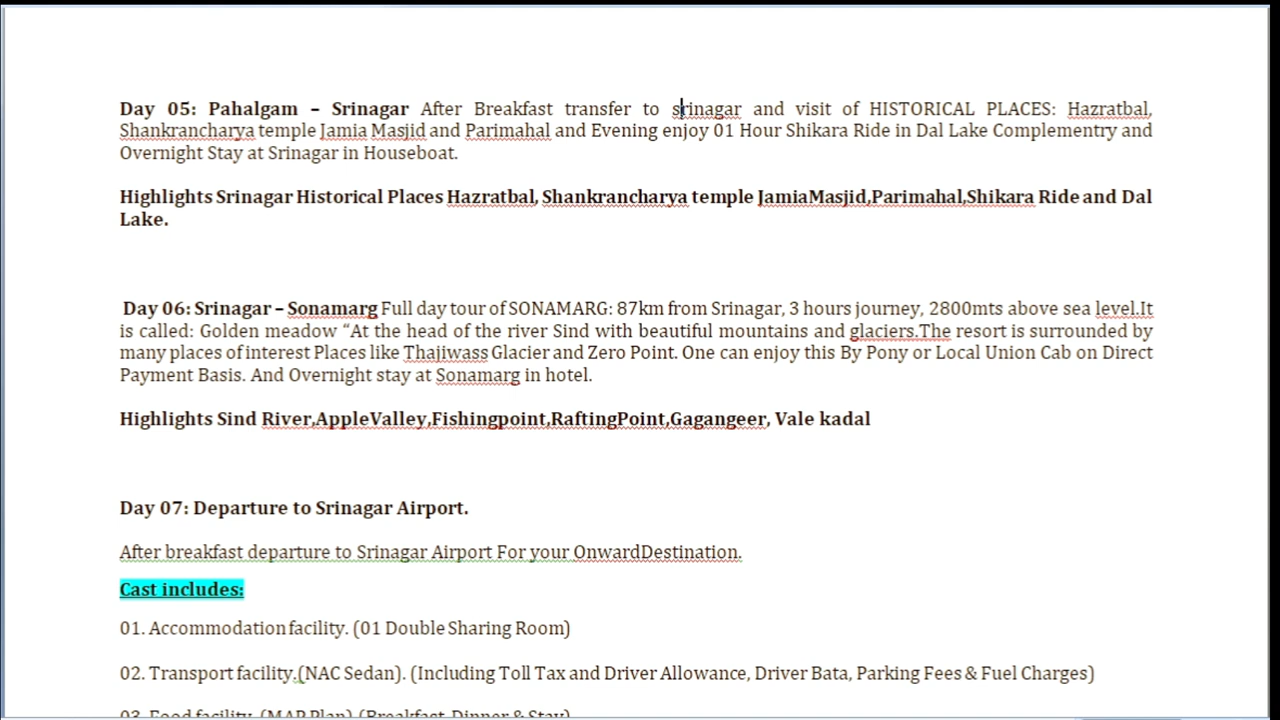 Day 05: Pahalgam – Srinagar After Breakfast transfer to srinagar and visit of HISTORICAL PLACES: Hazratbal,
Shankrancharya temple Jamia Masjid and Parimahal and Evening enjoy 01 Hour Shikara Ride in Dal Lake Complementry and
Overnight Stay at Srinagar in Houseboat.
Highlights Srinagar Historical Places Hazratbal, Shankrancharya temple JamiaMasjid,Parimahal,Shikara Ride and Dal
Lake.
Day 06: Srinagar – Sonamarg Full day tour of SONAMARG: 87km from Srinagar, 3 hours journey, 2800mts above sea level.It
is called: Golden meadow “At the head of the river Sind with beautiful mountains and glaciers.The resort is surrounded by
many places of interest Places like Thajiwass Glacier and Zero Point. One can enjoy this By Pony or Local Union Cab on Direct
Payment Basis. And Overnight stay at Sonamarg in hotel.
Highlights Sind River,AppleValley,Fishingpoint,RaftingPoint,Gagangeer, Vale kadal
Day 07: Departure to Srinagar Airport.
After breakfast departure to Srinagar Airport For your OnwardDestination.
Cast includes:
01. Accommodation facility. (01 Double Sharing Room)
02. Transport facility.(NAC Sedan). (Including Toll Tax and Driver Allowance, Driver Bata, Parking Fees & Fuel Charges)
03. Food facility. (MAP Plan) (Breakfast, Dinner & Stay)